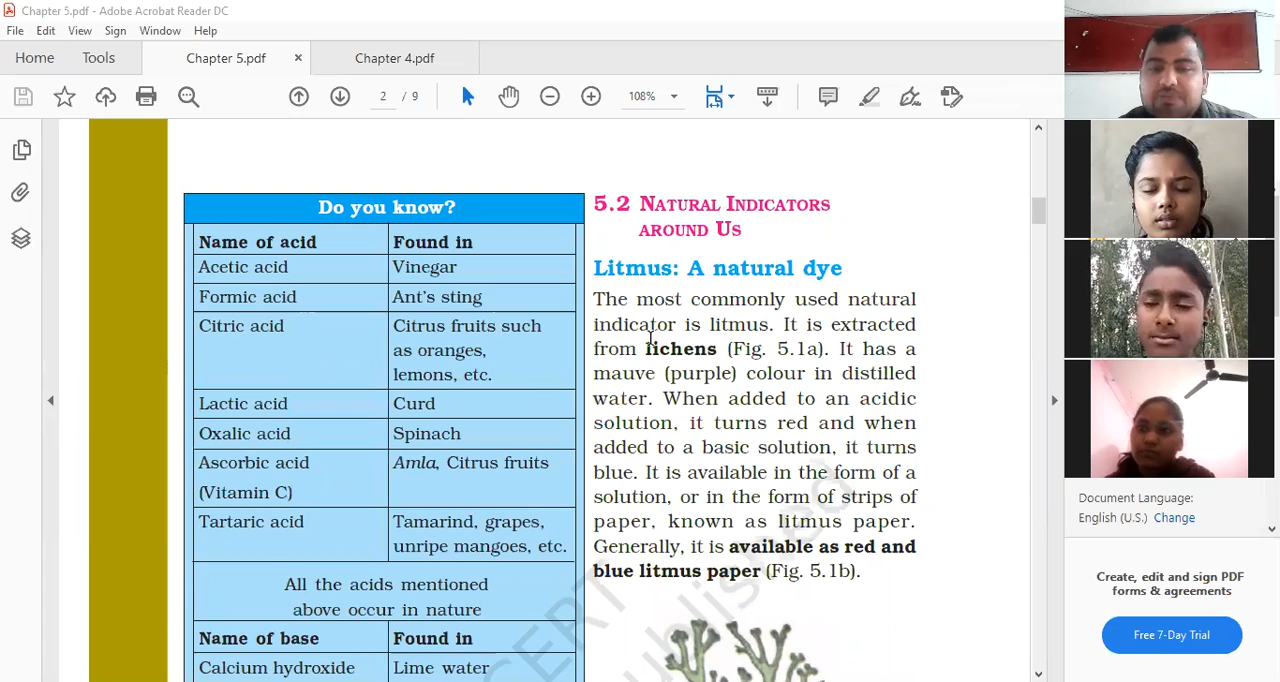 Chapter 5.pdf - Adobe Acrobat Reader DC
File Edit View Sign Window Help
Home Tools Chapter 5.pdf × Chapter 4.pdf
2 / 9 108%
Do you know?
Name of acid Found in
Acetic acid Vinegar
Formic acid Ant's sting
Citric acid Citrus fruits such
as oranges,
lemons, etc.
Lactic acid Curd
Oxalic acid Spinach
Ascorbic acid Amla, Citrus fruits
(Vitamin C)
Tartaric acid Tamarind, grapes,
unripe mangoes, etc.
All the acids mentioned
above occur in nature
Name of base Found in
Calcium hydroxide Lime water
5.2 NATURAL INDICATORS
AROUND US
Litmus: A natural dye
The most commonly used natural
indicator is litmus. It is extracted
from lichens (Fig. 5.1a). It has a
mauve (purple) colour in distilled
water. When added to an acidic
solution, it turns red and when
added to a basic solution, it turns
blue. It is available in the form of a
solution, or in the form of strips of
paper, known as litmus paper.
Generally, it is available as red and
blue litmus paper (Fig. 5.1b).
CERT
ublished
Document Language:
English (U.S.) Change
Create, edit and sign PDF
forms & agreements
Free 7-Day Trial